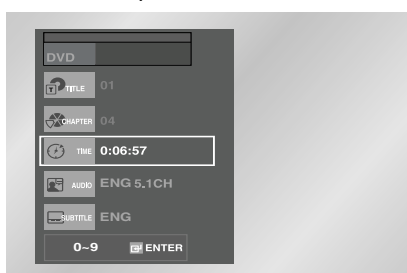 DVD
TITLE 01
CHAPTER 04
TIME 0:06:57
AUDIO ENG 5.1CH
SUBTITLE ENG
0~9 ENTER